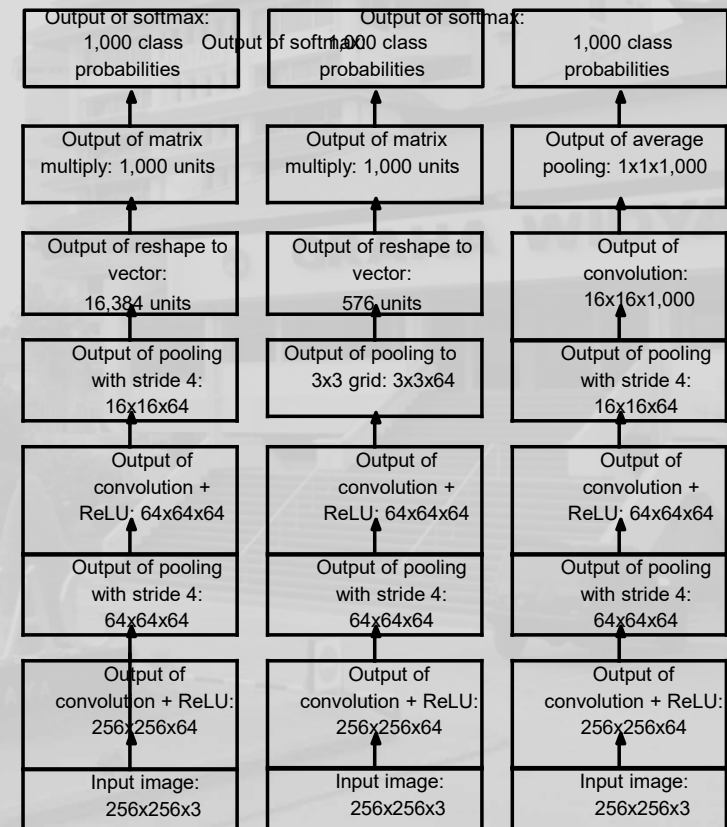 Output of softmax:
1,000 class
probabilities
Output of matrix
multiply: 1,000 units
Output of reshape to
vector:
16,384 units
Output of pooling
with stride 4:
16x16x64
Output of
convolution +
ReLU: 64x64x64
Output of pooling
with stride 4:
64x64x64
Output of
convolution + ReLU:
256x256x64
Input image:
256x256x3
Output of softmax:
1,000 class
probabilities
Output of matrix
multiply: 1,000 units
Output of reshape to
vector:
576 units
Output of pooling to
3x3 grid: 3x3x64
Output of
convolution +
ReLU: 64x64x64
Output of pooling
with stride 4:
64x64x64
Output of
convolution + ReLU:
256x256x64
Input image:
256x256x3
Output of softmax:
1,000 class
probabilities
Output of average
pooling: 1x1x1,000
Output of
convolution:
16x16x1,000
Output of pooling
with stride 4:
16x16x64
Output of
convolution +
ReLU: 64x64x64
Output of pooling
with stride 4:
64x64x64
Output of
convolution + ReLU:
256x256x64
Input image:
256x256x3
GRAHA WIDYA